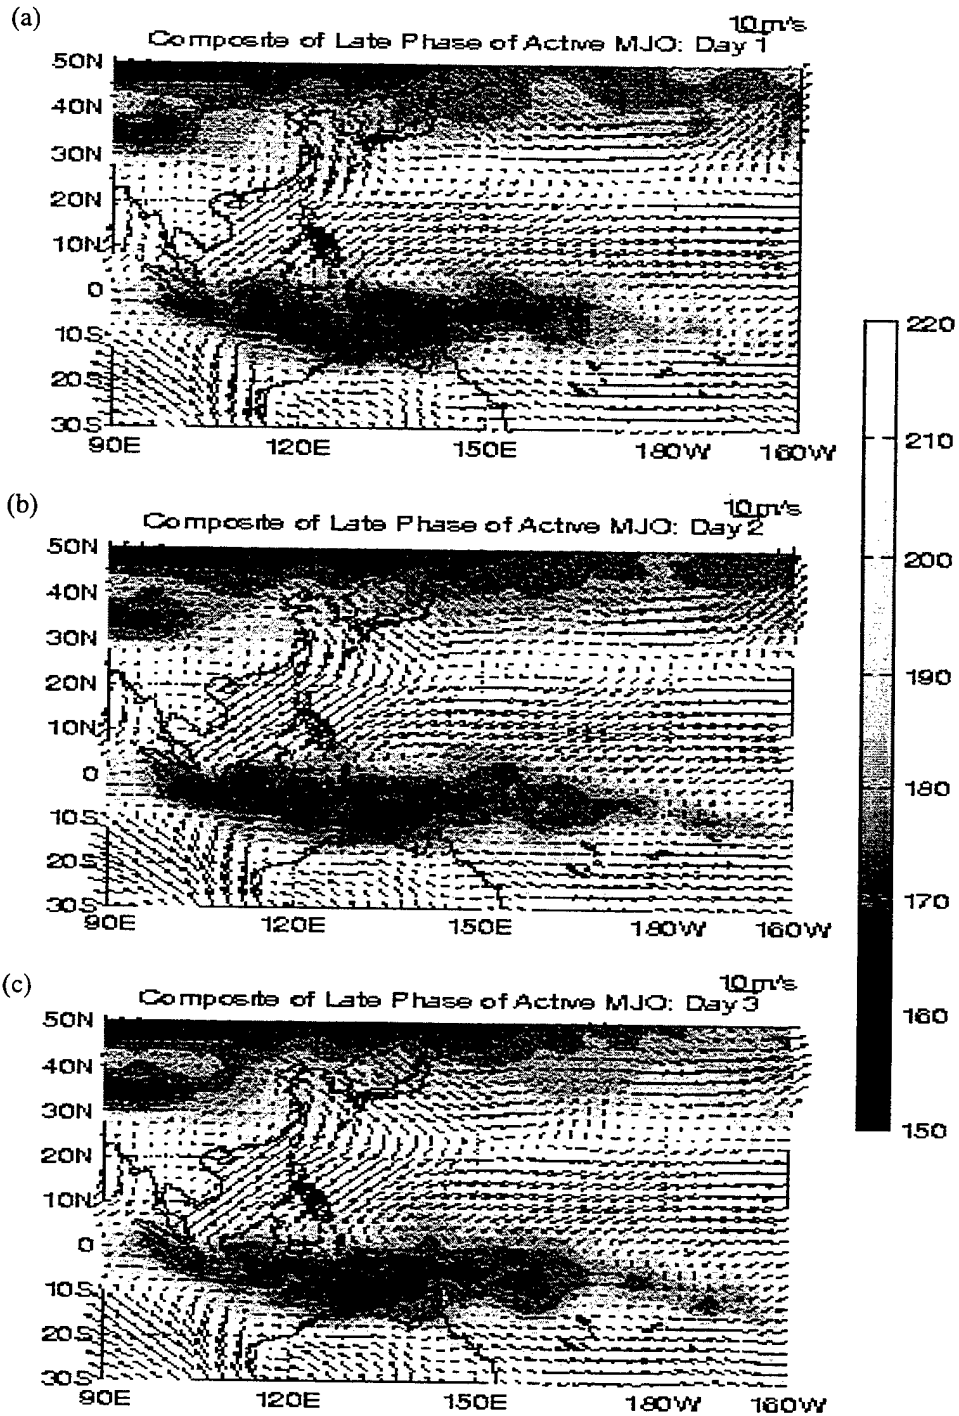 (a)
10 m/s
Composite of Late Phase of Active MJO: Day 1
50N
40N
30N
20N
10N
0
10S
20S
30S
90E 120E 150E 180W 160W
(b)
10 m/s
Composite of Late Phase of Active MJO: Day 2
50N
40N
30N
20N
10N
0
10S
20S
30S
90E 120E 150E 180W 160W
(c)
10 m/s
Composite of Late Phase of Active MJO: Day 3
50N
40N
30N
20N
10N
0
10S
20S
30S
90E 120E 150E 180W 160W
220
210
200
190
180
170
160
150